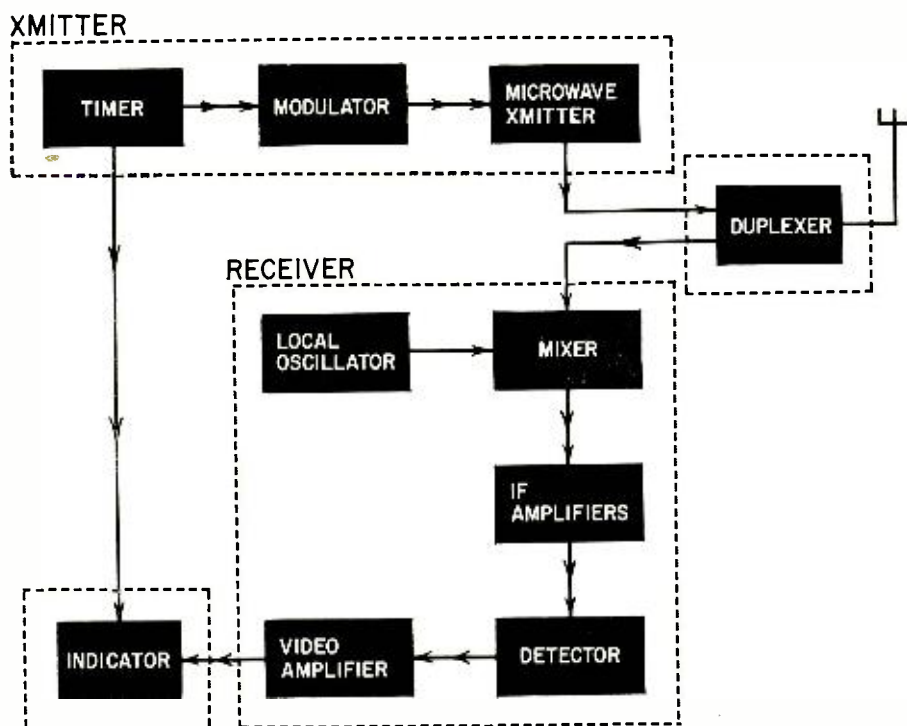 XMITTER
TIMER
MODULATOR
MICROWAVE
XMITTER
DUPLEXER
RECEIVER
LOCAL
OSCILLATOR
MIXER
IF
AMPLIFIERS
INDICATOR
VIDEO
AMPLIFIER
DETECTOR